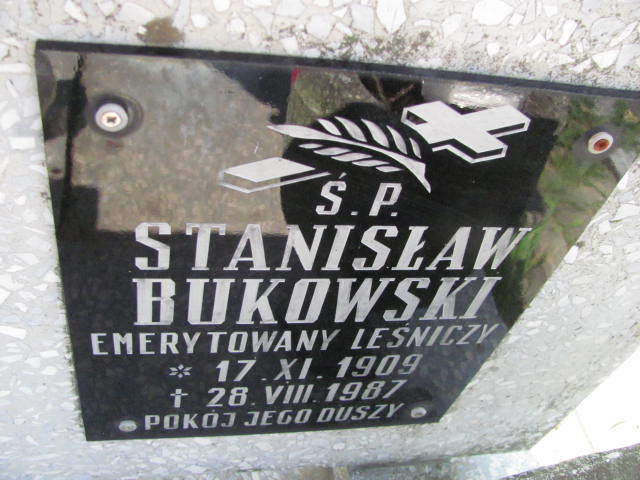 Ś.P.
STANISŁAW
BUKOWSKI
EMERYTOWANY LEŚNICZY
* 17.XI.1909
† 28.VIII.1987
POKÓJ JEGO DUSZY